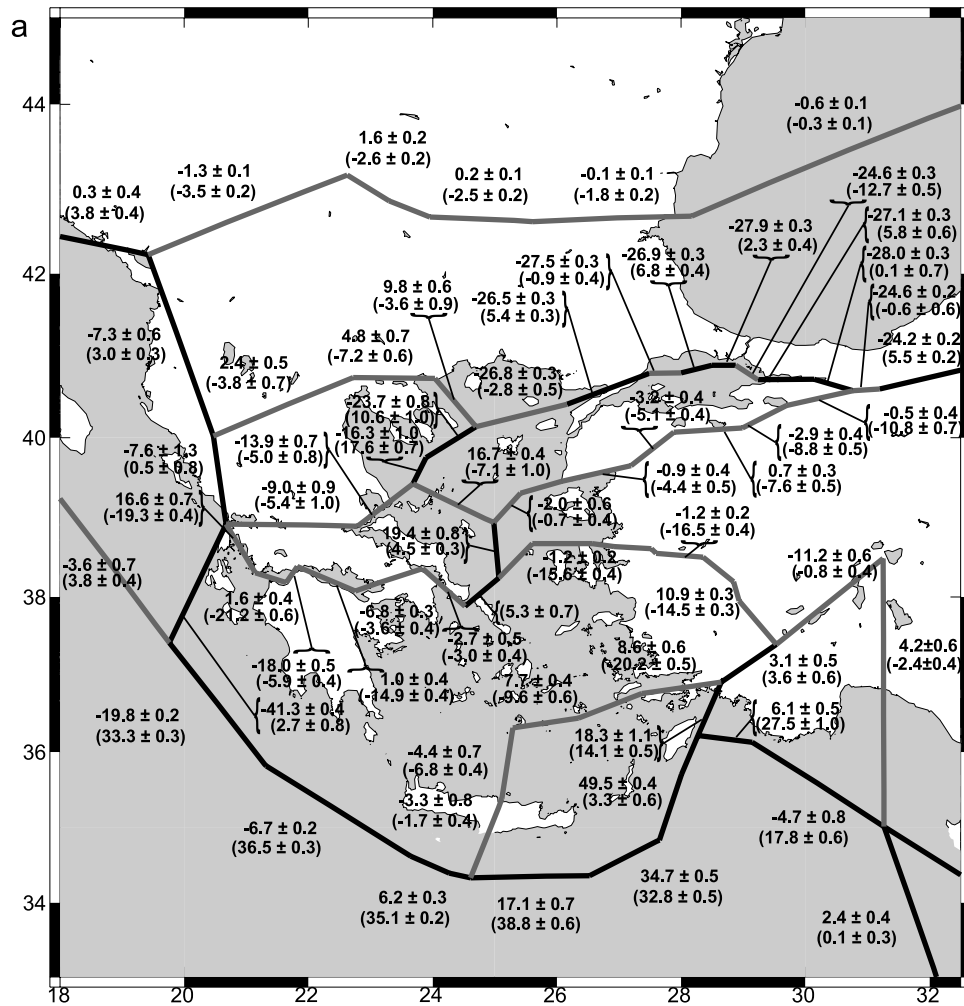 a
44
42
40
38
36
34
-0.6 ± 0.1
(-0.3 ± 0.1)
1.6 ± 0.2
(-2.6 ± 0.2)
-1.3 ± 0.1
(-3.5 ± 0.2)
0.2 ± 0.1
(-2.5 ± 0.2)
-0.1 ± 0.1
(-1.8 ± 0.2)
-24.6 ± 0.3
(-12.7 ± 0.5)
0.3 ± 0.4
(3.8 ± 0.4)
-27.1 ± 0.3
(5.8 ± 0.6)
-27.9 ± 0.3
(2.3 ± 0.4)
-28.0 ± 0.3
(0.1 ± 0.7)
-26.9 ± 0.3
(6.8 ± 0.4)
-27.5 ± 0.3
(-0.9 ± 0.4)
-24.6 ± 0.2
(-0.6 ± 0.6)
9.8 ± 0.6
(-3.6 ± 0.9)
-26.5 ± 0.3
(5.4 ± 0.3)
-7.3 ± 0.6
(3.0 ± 0.3)
4.8 ± 0.7
(-7.2 ± 0.6)
-24.2 ± 0.2
(5.5 ± 0.2)
2.4 ± 0.5
(-3.8 ± 0.7)
-26.8 ± 0.3
(-2.8 ± 0.5)
-23.7 ± 0.8
(10.6 ± 1.0)
-3.2 ± 0.4
(-5.1 ± 0.4)
-0.5 ± 0.4
(-10.8 ± 0.7)
-16.3 ± 1.0
(17.6 ± 0.7)
-13.9 ± 0.7
(-5.0 ± 0.8)
-2.9 ± 0.4
(-8.8 ± 0.5)
-7.6 ± 1.3
(0.5 ± 0.8)
16.7 ± 0.4
(-7.1 ± 1.0)
-0.9 ± 0.4
(-4.4 ± 0.5)
0.7 ± 0.3
(-7.6 ± 0.5)
-9.0 ± 0.9
(-5.4 ± 1.0)
16.6 ± 0.7
(-19.3 ± 0.4)
-2.0 ± 0.6
(-0.7 ± 0.4)
-1.2 ± 0.2
(-16.5 ± 0.4)
19.4 ± 0.8
(4.5 ± 0.3)
-1.2 ± 0.2
(-15.6 ± 0.4)
-11.2 ± 0.6
(-0.8 ± 0.4)
-3.6 ± 0.7
(3.8 ± 0.4)
1.6 ± 0.4
(-21.2 ± 0.6)
-6.8 ± 0.3
(-3.6 ± 0.4)
(5.3 ± 0.7)
10.9 ± 0.3
(-14.5 ± 0.3)
-2.7 ± 0.5
(-3.0 ± 0.4)
8.6 ± 0.6
(-20.2 ± 0.5)
3.1 ± 0.5
(3.6 ± 0.6)
4.2±0.6
(-2.4±0.4)
-18.0 ± 0.5
(-5.9 ± 0.4)
1.0 ± 0.4
(-14.9 ± 0.4)
7.7 ± 0.4
(-9.6 ± 0.6)
-41.3 ± 0.4
(2.7 ± 0.8)
6.1 ± 0.5
(27.5 ± 1.0)
-19.8 ± 0.2
(33.3 ± 0.3)
18.3 ± 1.1
(14.1 ± 0.5)
-4.4 ± 0.7
(-6.8 ± 0.4)
49.5 ± 0.4
(3.3 ± 0.6)
-3.3 ± 0.8
(-1.7 ± 0.4)
-4.7 ± 0.8
(17.8 ± 0.6)
-6.7 ± 0.2
(36.5 ± 0.3)
34.7 ± 0.5
(32.8 ± 0.5)
6.2 ± 0.3
(35.1 ± 0.2)
17.1 ± 0.7
(38.8 ± 0.6)
2.4 ± 0.4
(0.1 ± 0.3)
18 20 22 24 26 28 30 32